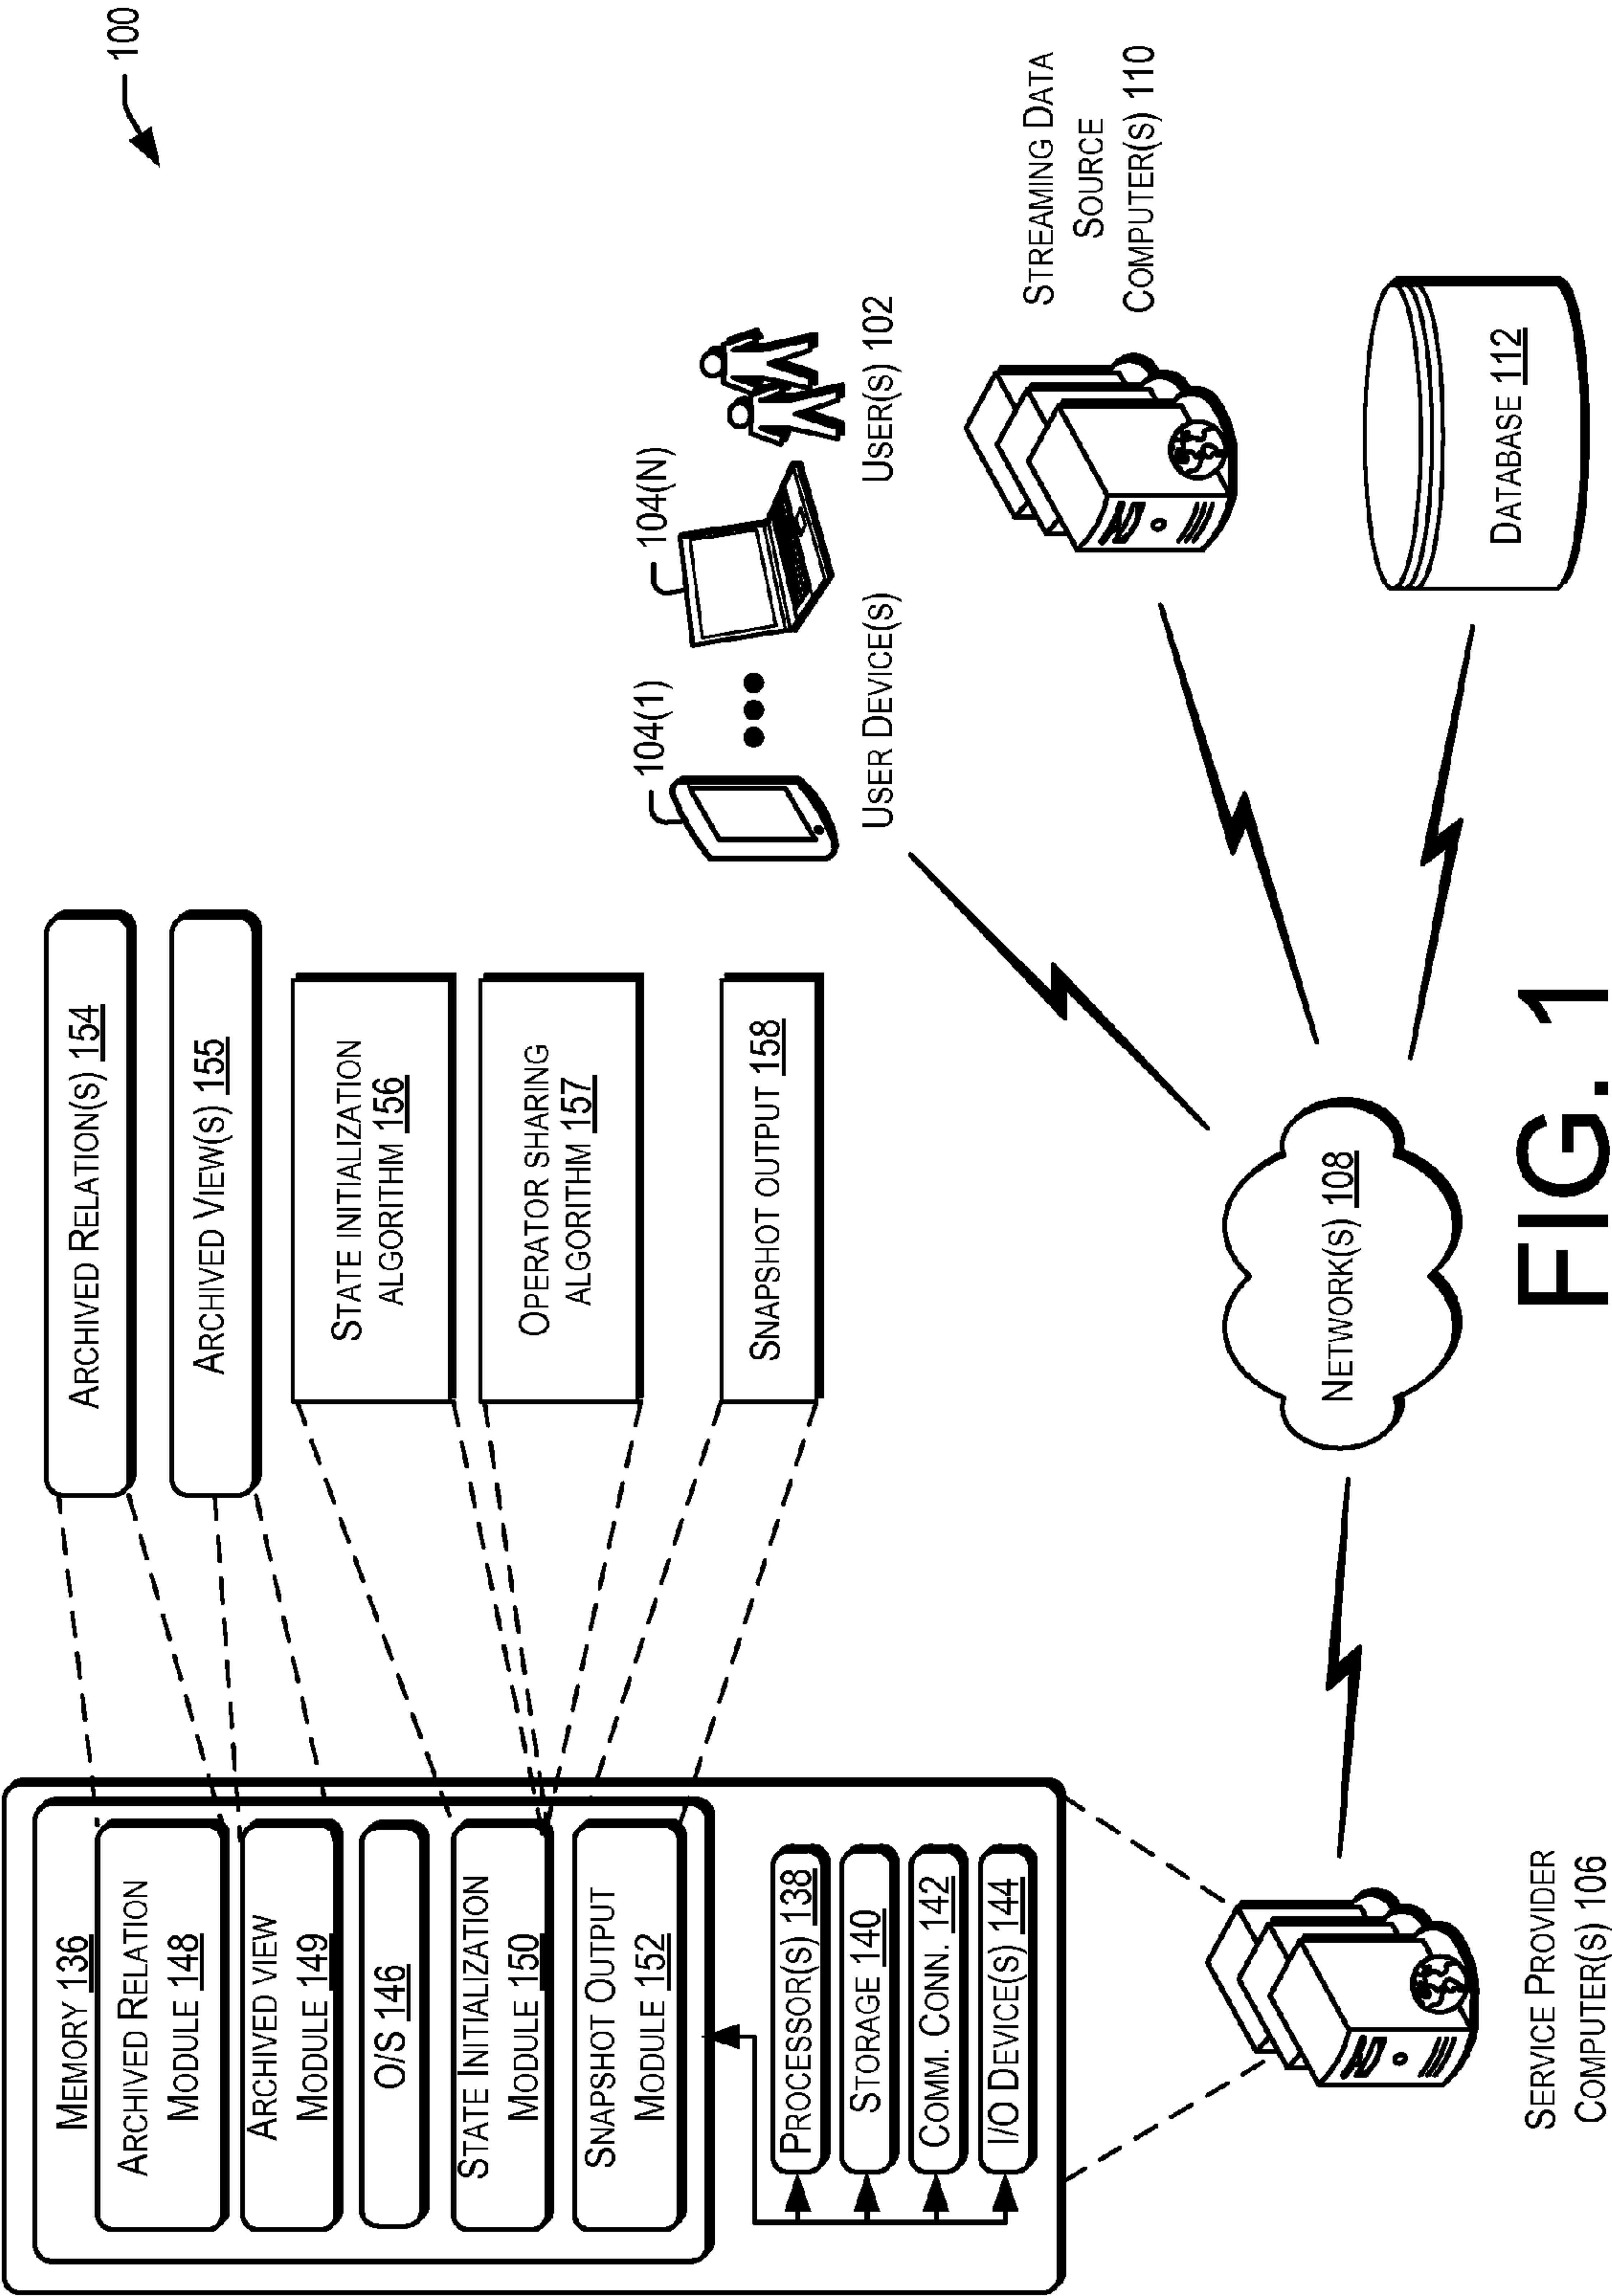 100
MEMORY 136
ARCHIVED RELATION
MODULE 148
ARCHIVED VIEW
MODULE 149
O/S 146
STATE INITIALIZATION
MODULE 150
SNAPSHOT OUTPUT
MODULE 152
PROCESSOR(S) 138
STORAGE 140
COMM. CONN. 142
I/O DEVICE(S) 144
ARCHIVED RELATION(S) 154
ARCHIVED VIEW(S) 155
STATE INITIALIZATION
ALGORITHM 156
OPERATOR SHARING
ALGORITHM 157
SNAPSHOT OUTPUT 158
104(1)
104(N)
USER DEVICE(S)
USER(S) 102
STREAMING DATA
SOURCE
COMPUTER(S) 110
DATABASE 112
NETWORK(S) 108
SERVICE PROVIDER
COMPUTER(S) 106
FIG. 1